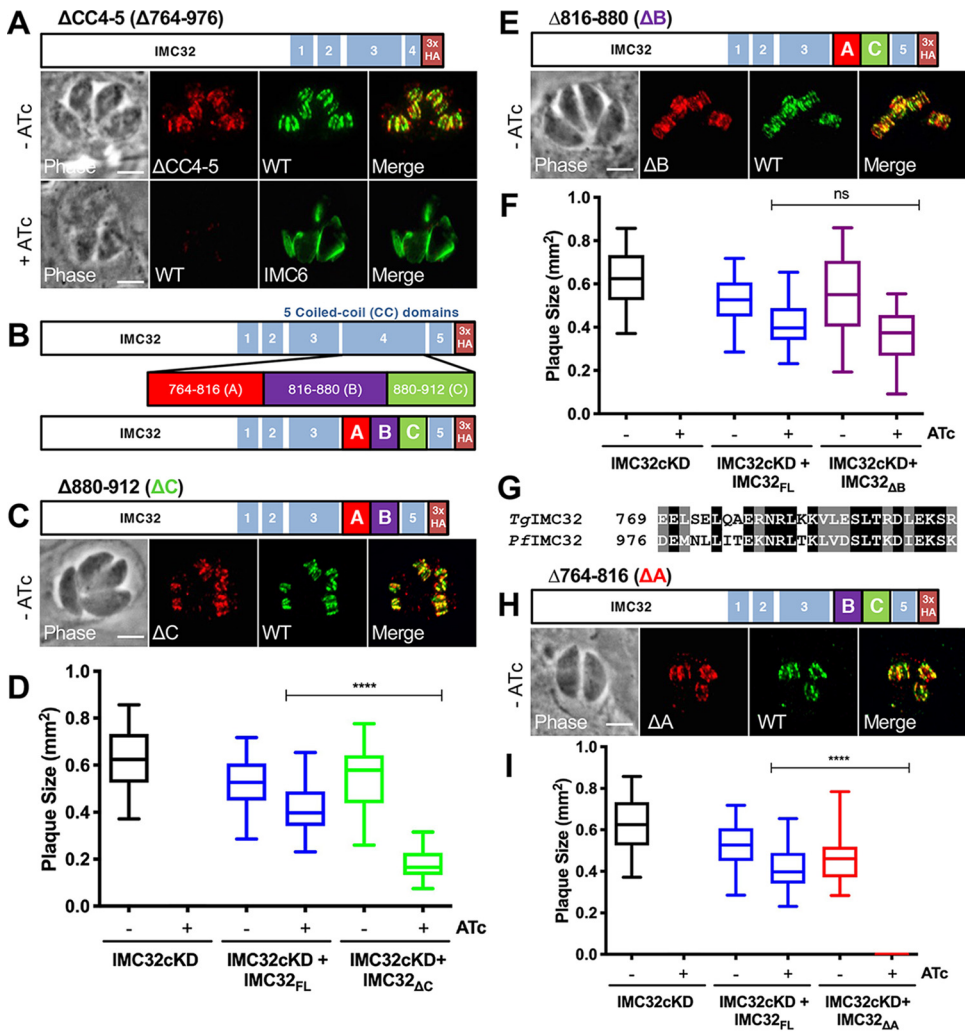 A
ΔCC4-5 (Δ764-976)
IMC32 1 2 3 4 3x HA
- ATc
Phase ΔCC4-5 WT Merge
+ ATc
Phase WT IMC6 Merge
B
5 Coiled-coil (CC) domains
IMC32 1 2 3 4 5 3x HA
764-816 (A) 816-880 (B) 880-912 (C)
IMC32 1 2 3 A B C 5 3x HA
C
Δ880-912 (ΔC)
IMC32 1 2 3 A B 5 3x HA
- ATc
Phase ΔC WT Merge
D
****
Plaque Size (mm²)
1.0
0.8
0.6
0.4
0.2
0.0
- + - + - + ATc
IMC32cKD IMC32cKD + IMC32FL IMC32cKD+ IMC32ΔC
E
Δ816-880 (ΔB)
IMC32 1 2 3 A C 5 3x HA
- ATc
Phase ΔB WT Merge
F
ns
Plaque Size (mm²)
1.0
0.8
0.6
0.4
0.2
0.0
- + - + - + ATc
IMC32cKD IMC32cKD + IMC32FL IMC32cKD+ IMC32ΔB
G
TgIMC32 769 EELSELQAERNRLKKVLESLTRDLEKSR
PfIMC32 976 DEMNLLITEKNRLTKLVDSLTKDIEKSR
H
Δ764-816 (ΔA)
IMC32 1 2 3 B C 5 3x HA
- ATc
Phase ΔA WT Merge
I
****
Plaque Size (mm²)
1.0
0.8
0.6
0.4
0.2
0.0
- + - + - + ATc
IMC32cKD IMC32cKD + IMC32FL IMC32cKD+ IMC32ΔA